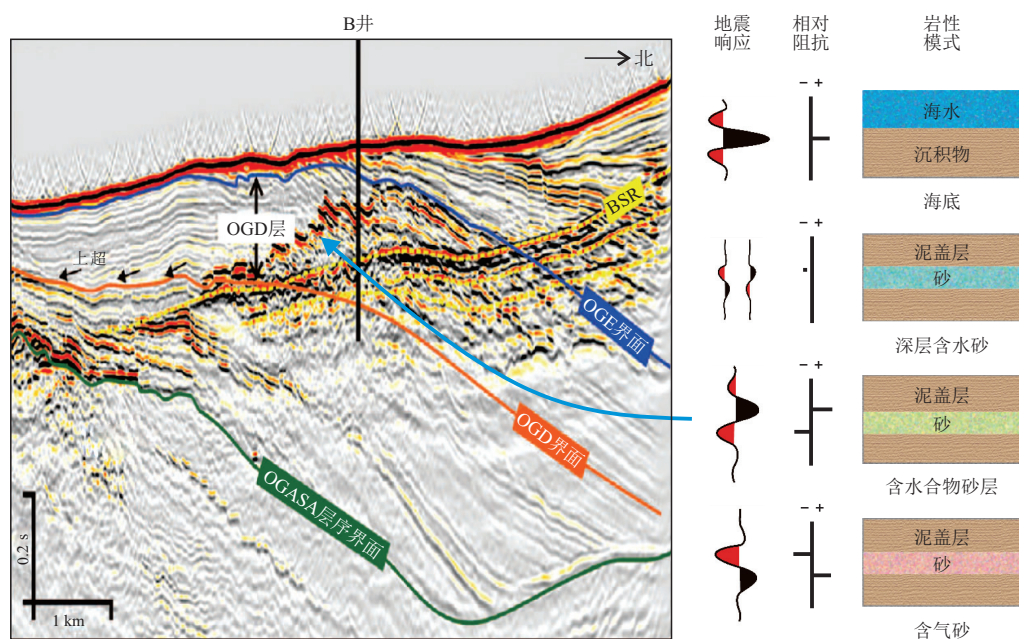 B井
北
OGD层
BSR
上超
OGE界面
OGD界面
OGASA层序界面
0.2 s
1 km
地震
响应
相对
阻抗
岩性
模式
- +
海水
沉积物
海底
- +
泥盖层
砂
深层含水砂
- +
泥盖层
砂
含水合物砂层
- +
泥盖层
砂
含气砂